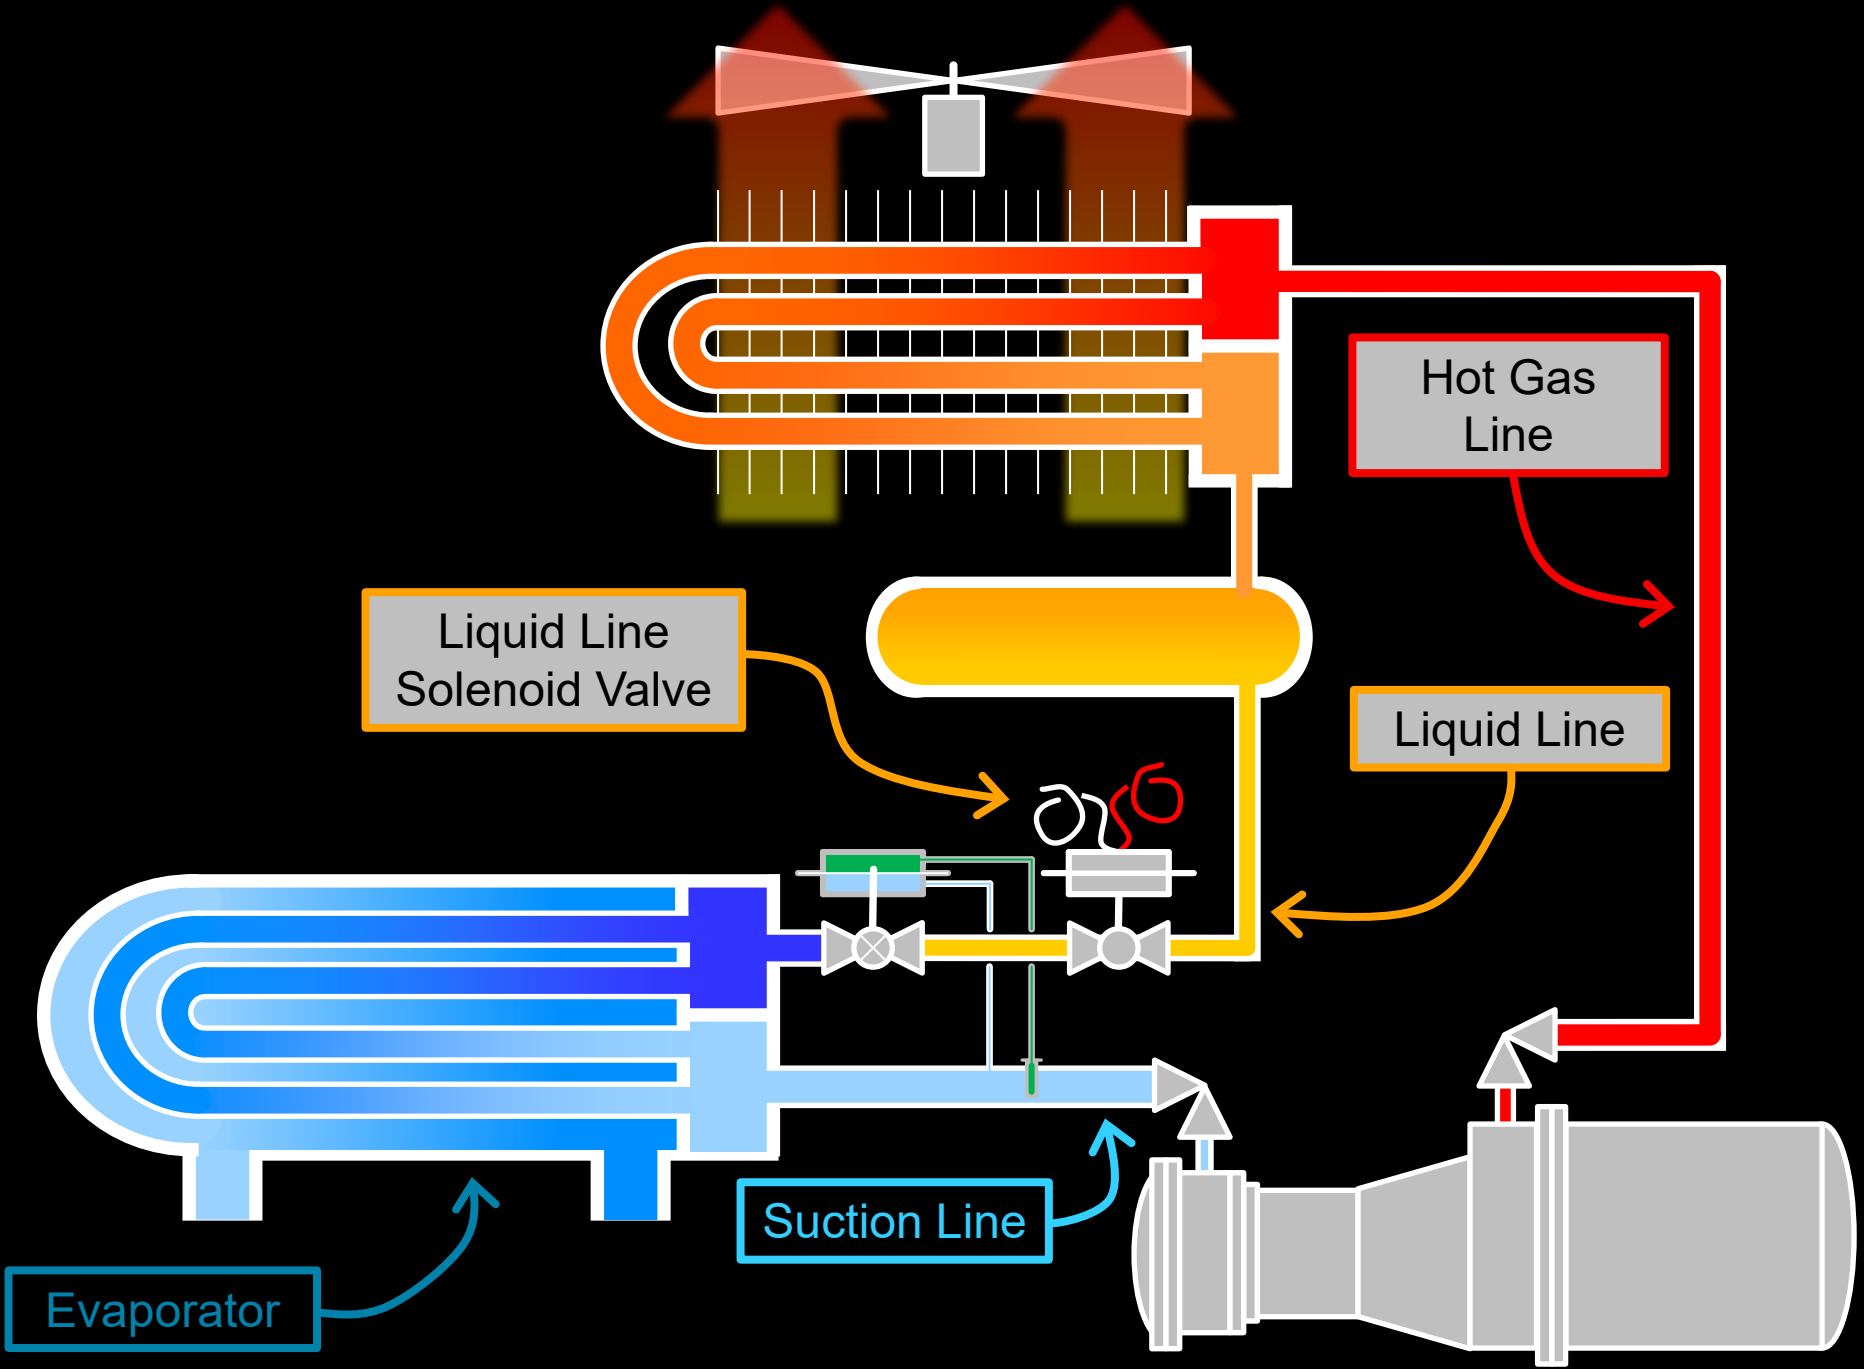 Hot Gas
Line
Liquid Line
Solenoid Valve
Liquid Line
Suction Line
Evaporator